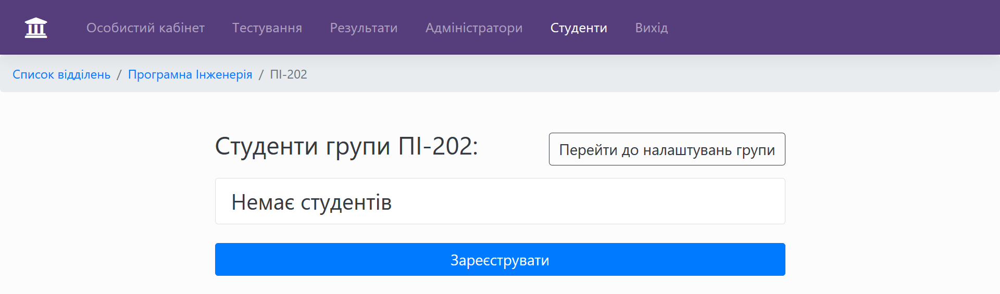 Особистий кабінет Тестування Результати Адміністратори Студенти Вихід
Список відділень / Програмна Інженерія / ПІ-202
Студенти групи ПІ-202: Перейти до налаштувань групи
Немає студентів
Зареєструвати